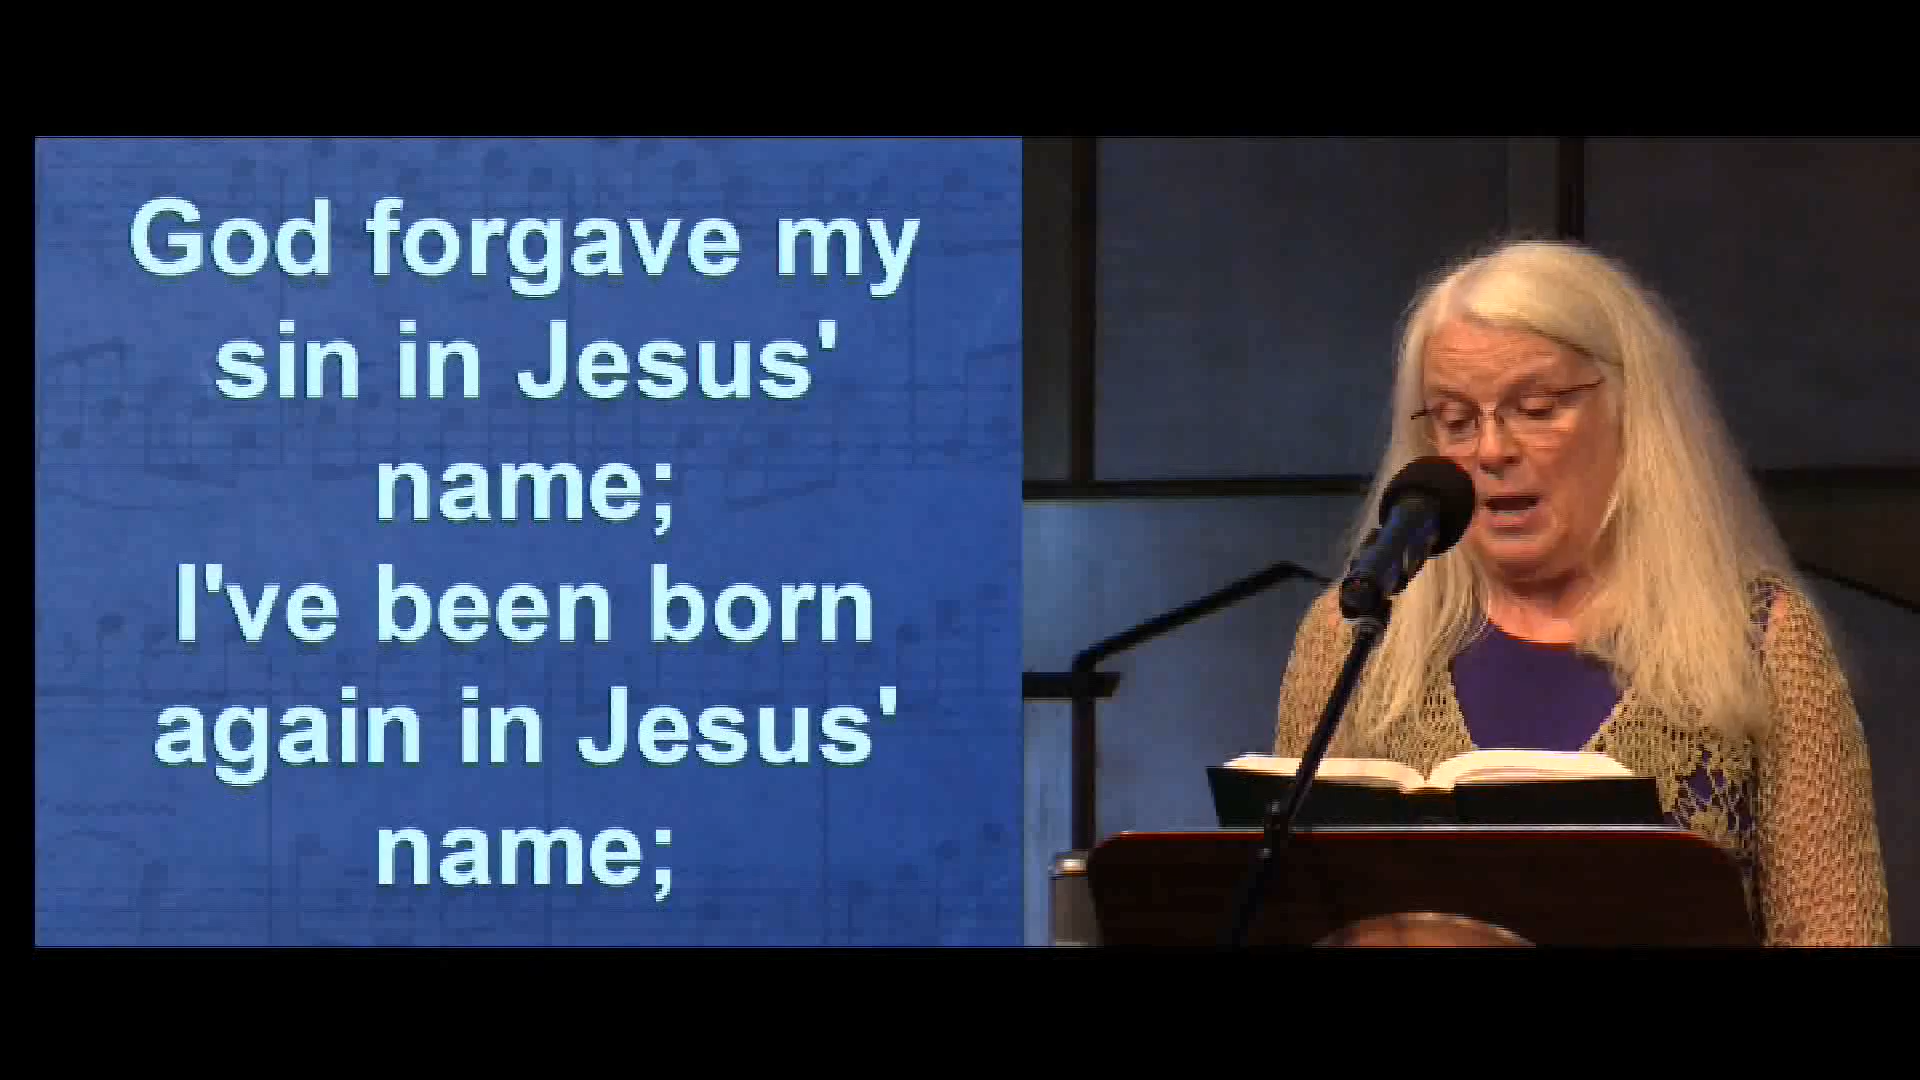 God forgave my
sin in Jesus'
name;
I've been born
again in Jesus'
name;